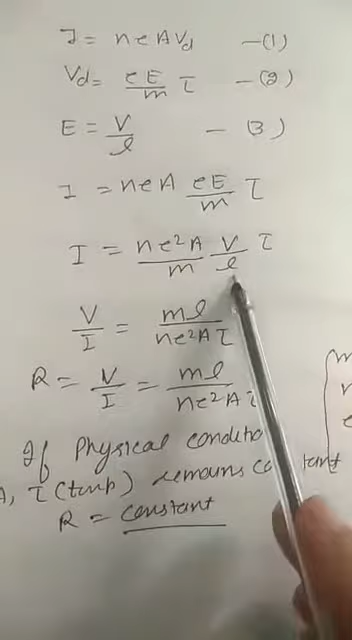 I = neAVd —(1)
Vd = eE/m τ —(2)
E = V/l —(3)
I = neA eE/m τ
I = ne²A/m V/l τ
V/I = ml/ne²Aτ
R = V/I = ml/ne²Aτ
If Physical
A, τ (temp) remains constant
R = constant